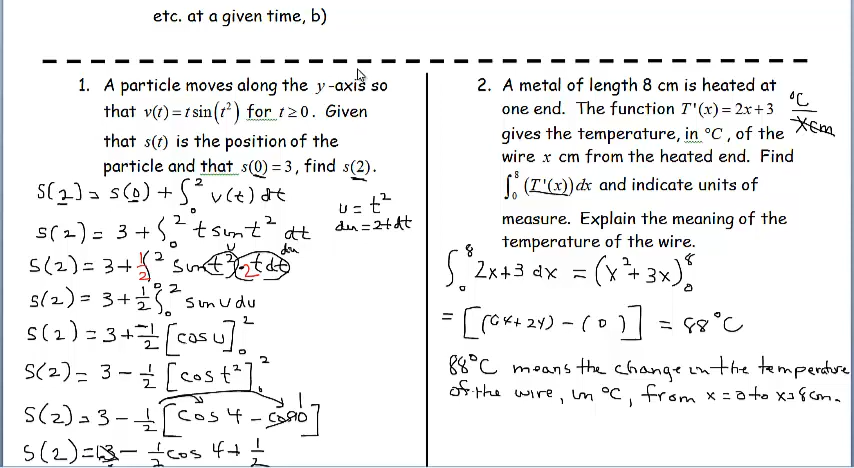 etc. at a given time, b)
1. A particle moves along the y-axis so
that v(t) = t sin(t²) for t ≥ 0. Given
that s(t) is the position of the
particle and that s(0) = 3, find s(2).
S(2) = S(0) + ∫₀² v(t) dt
u = t²
du = 2t dt
S(2) = 3 + ∫₀² t sin t² dt
S(2) = 3 + 1/2 ∫₀² sin t² · 2t dt
u du
S(2) = 3 + 1/2 ∫₀² sin u du
S(2) = 3 + -1/2 [cos u]₀²
S(2) = 3 - 1/2 [cos t²]₀²
S(2) = 3 - 1/2 [cos 4 - cos 0]
1
S(2) = 3 - 1/2 cos 4 + 1/2
2. A metal of length 8 cm is heated at
one end. The function T'(x) = 2x + 3
°C/cm
gives the temperature, in °C, of the
wire x cm from the heated end. Find
∫₀⁸ (T'(x)) dx and indicate units of
measure. Explain the meaning of the
temperature of the wire.
∫₀⁸ 2x + 3 dx = (x² + 3x)₀⁸
= [(64 + 24) - (0)] = 88°C
88°C means the change in the temperature
of the wire, in °C, from x = 0 to x = 8cm.